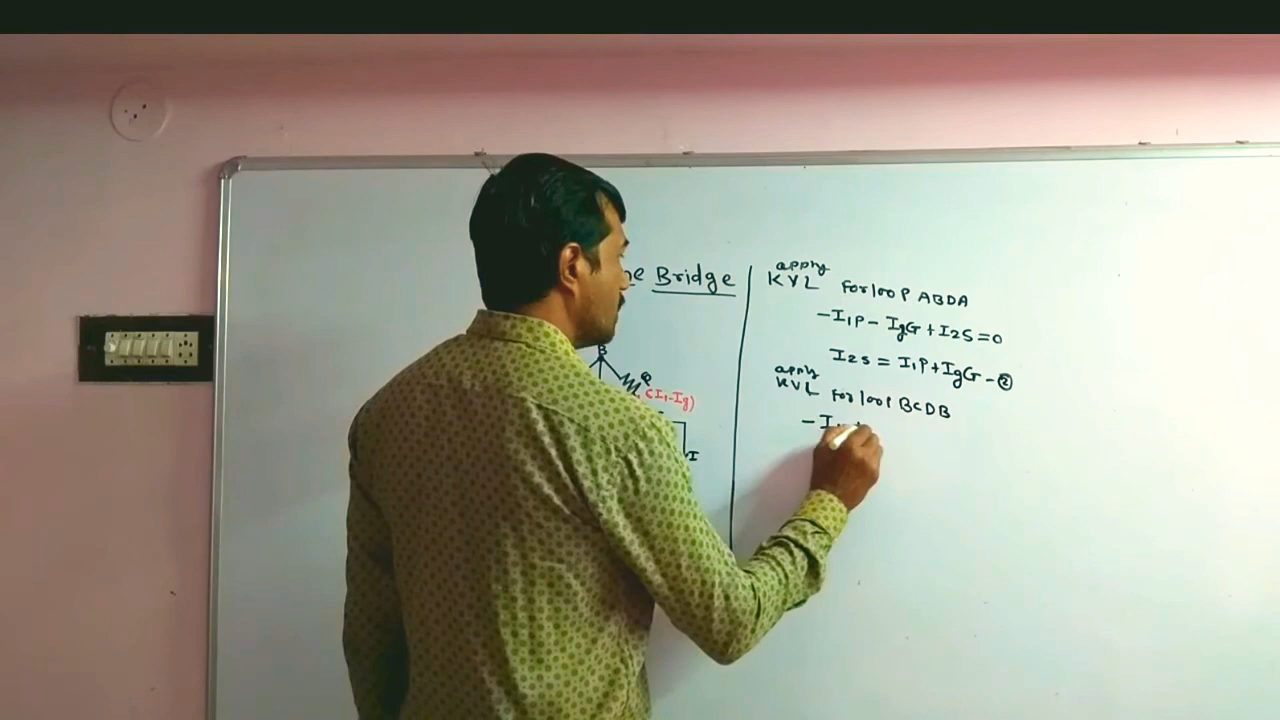 Bridge
B
Q
(I₁-Ig)
I
apply
KVL for loop ABDA
-I₁P - IgG + I₂S = 0
I₂S = I₁P + IgG - ②
apply
KVL for loop BCDB
- I